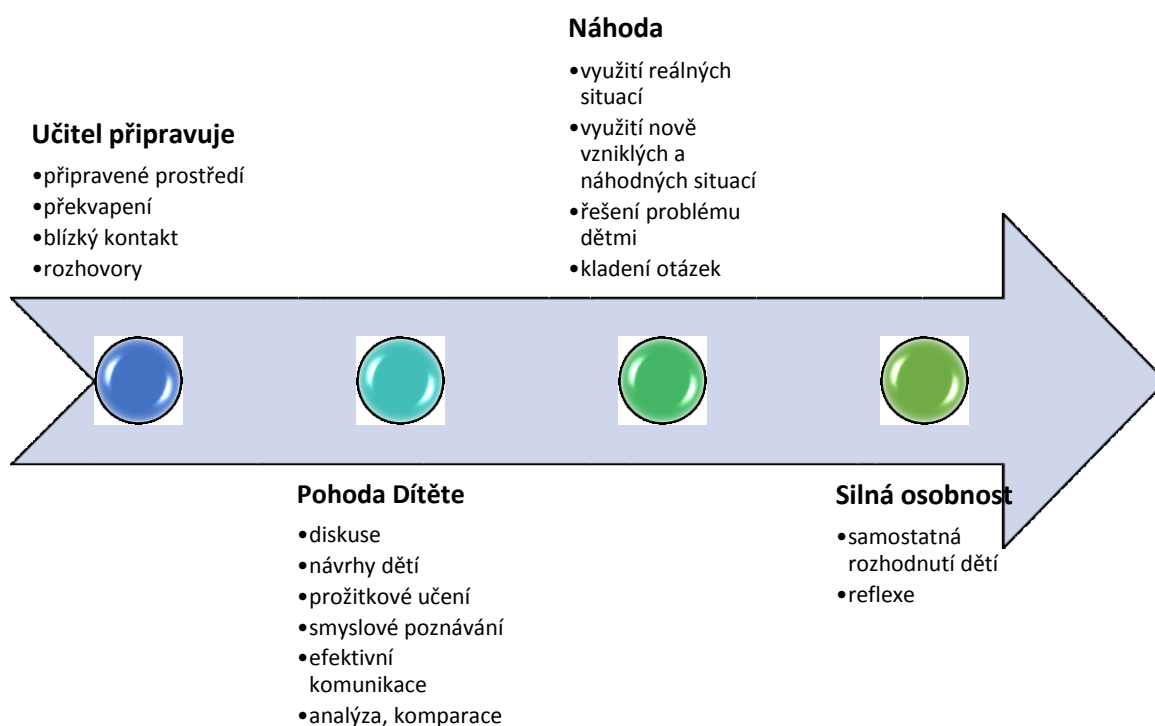 Učitel připravuje
•připravené prostředí
•překvapení
•blízký kontakt
•rozhovory
Pohoda Dítěte
•diskuse
•návrhy dětí
•prožitkové učení
•smyslové poznávání
•efektivní
komunikace
•analýza, komparace
Náhoda
•využití reálných
situací
•využití nově
vzniklých a
náhodných situací
•řešení problému
dětmi
•kladení otázek
Silná osobnost
•samostatná
rozhodnutí dětí
•reflexe